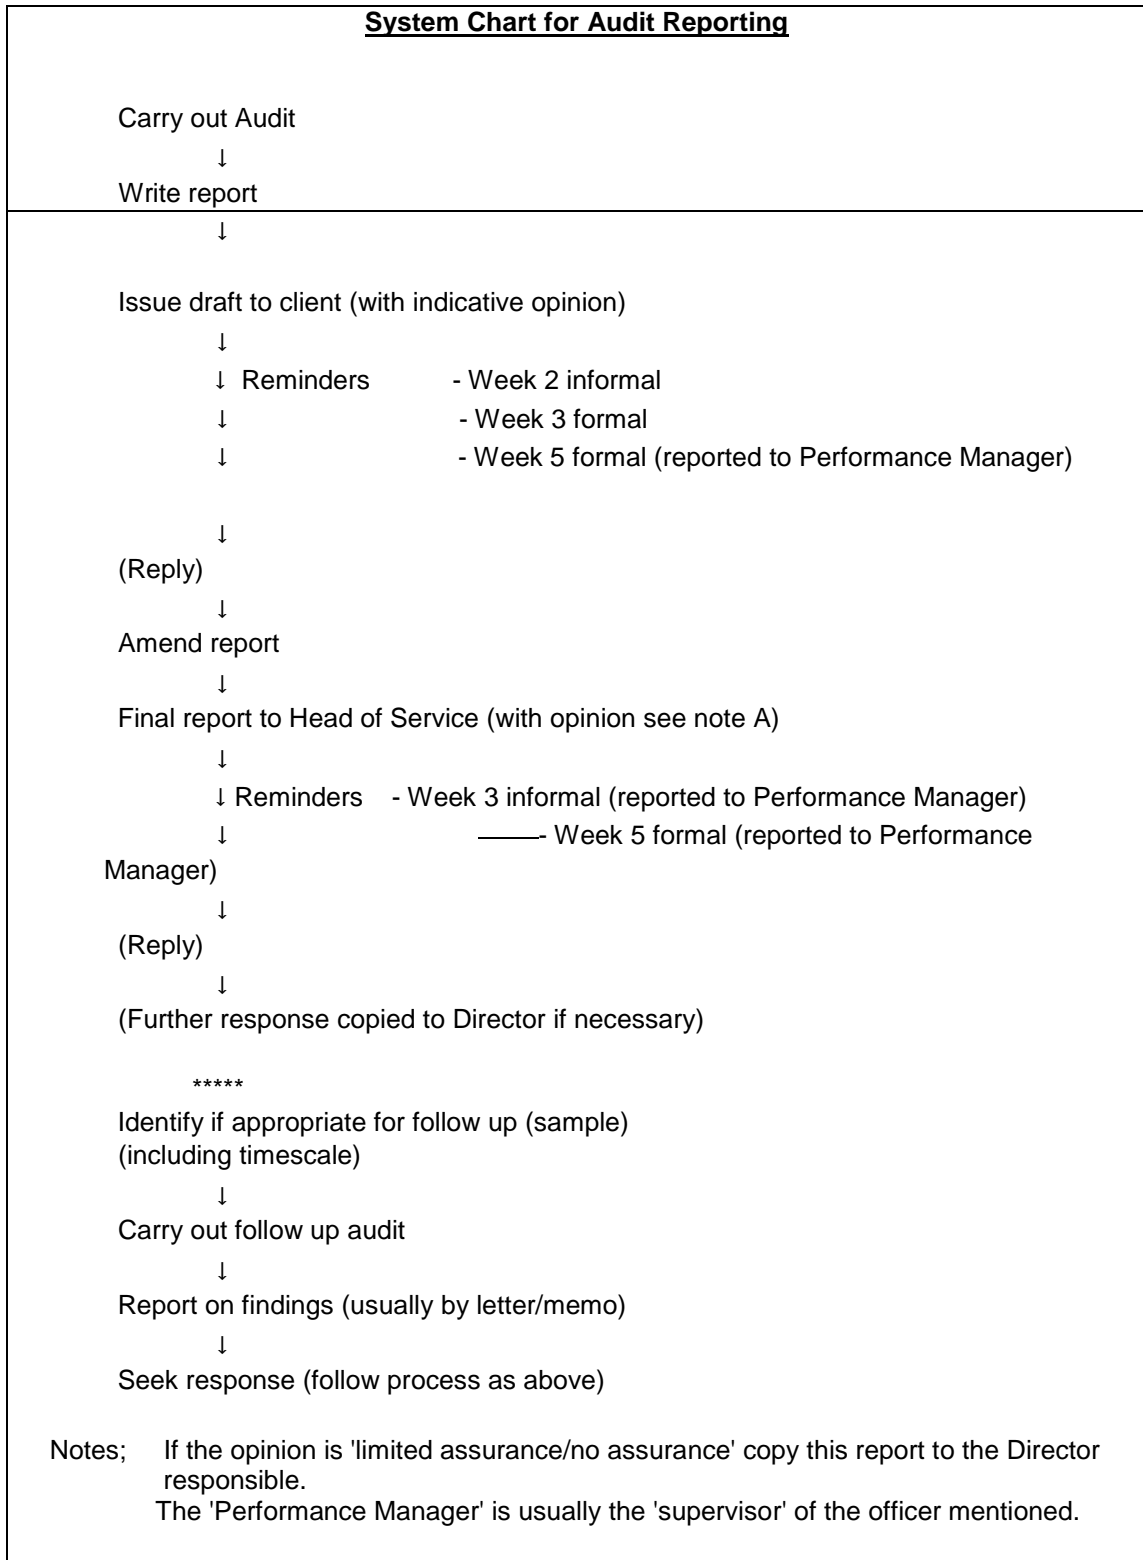 System Chart for Audit Reporting
Carry out Audit
↓
Write report
↓
Issue draft to client (with indicative opinion)
↓
↓ Reminders - Week 2 informal
↓ - Week 3 formal
↓ - Week 5 formal (reported to Performance Manager)
↓
(Reply)
↓
Amend report
↓
Final report to Head of Service (with opinion see note A)
↓
↓ Reminders - Week 3 informal (reported to Performance Manager)
↓ - Week 5 formal (reported to Performance
Manager)
↓
(Reply)
↓
(Further response copied to Director if necessary)
*****
Identify if appropriate for follow up (sample)
(including timescale)
↓
Carry out follow up audit
↓
Report on findings (usually by letter/memo)
↓
Seek response (follow process as above)
Notes; If the opinion is 'limited assurance/no assurance' copy this report to the Director
responsible.
The 'Performance Manager' is usually the 'supervisor' of the officer mentioned.